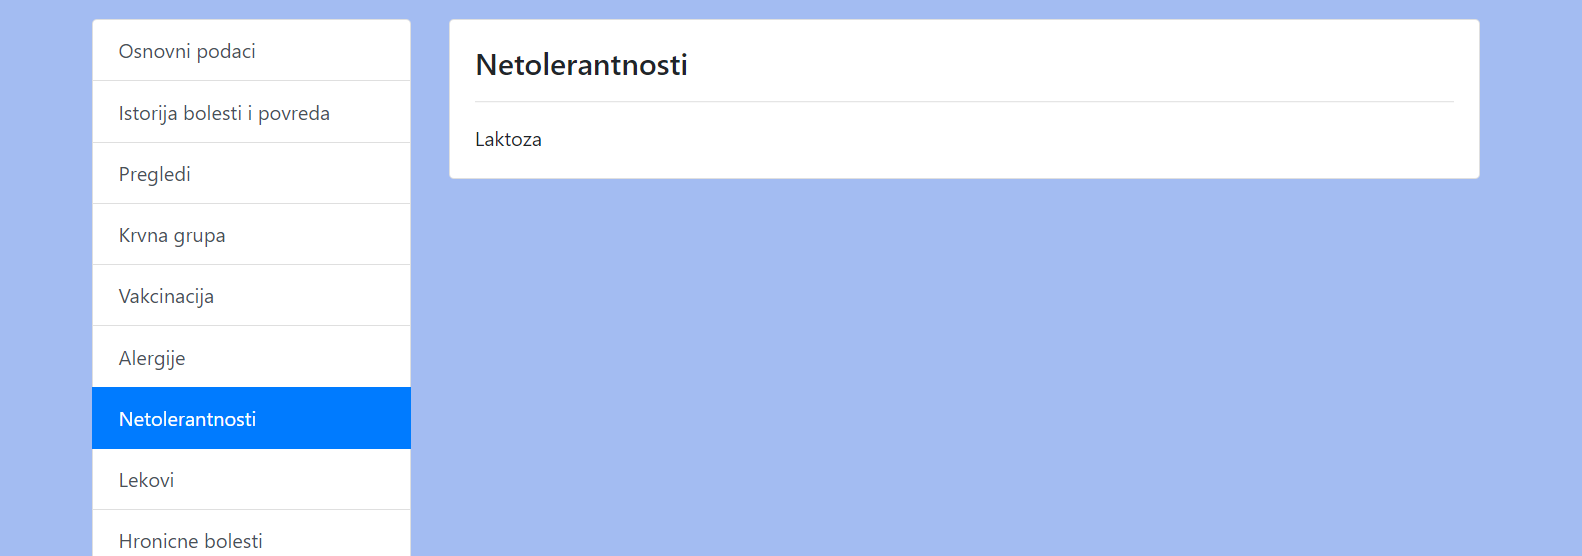 Osnovni podaci
Istorija bolesti i povreda
Pregledi
Krvna grupa
Vakcinacija
Alergije
Netolerantnosti
Lekovi
Hronicne bolesti
Netolerantnosti
Laktoza